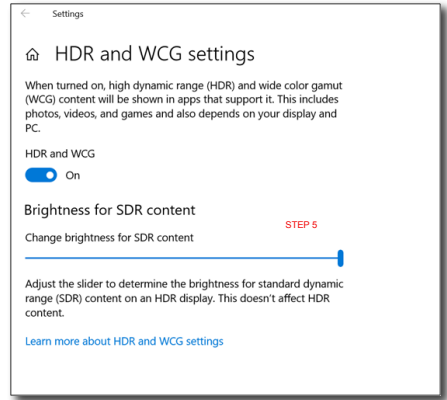 Settings
HDR and WCG settings
When turned on, high dynamic range (HDR) and wide color gamut
(WCG) content will be shown in apps that support it. This includes
photos, videos, and games and also depends on your display and
PC.
HDR and WCG
On
Brightness for SDR content
STEP 5
Change brightness for SDR content
Adjust the slider to determine the brightness for standard dynamic
range (SDR) content on an HDR display. This doesn't affect HDR
content.
Learn more about HDR and WCG settings